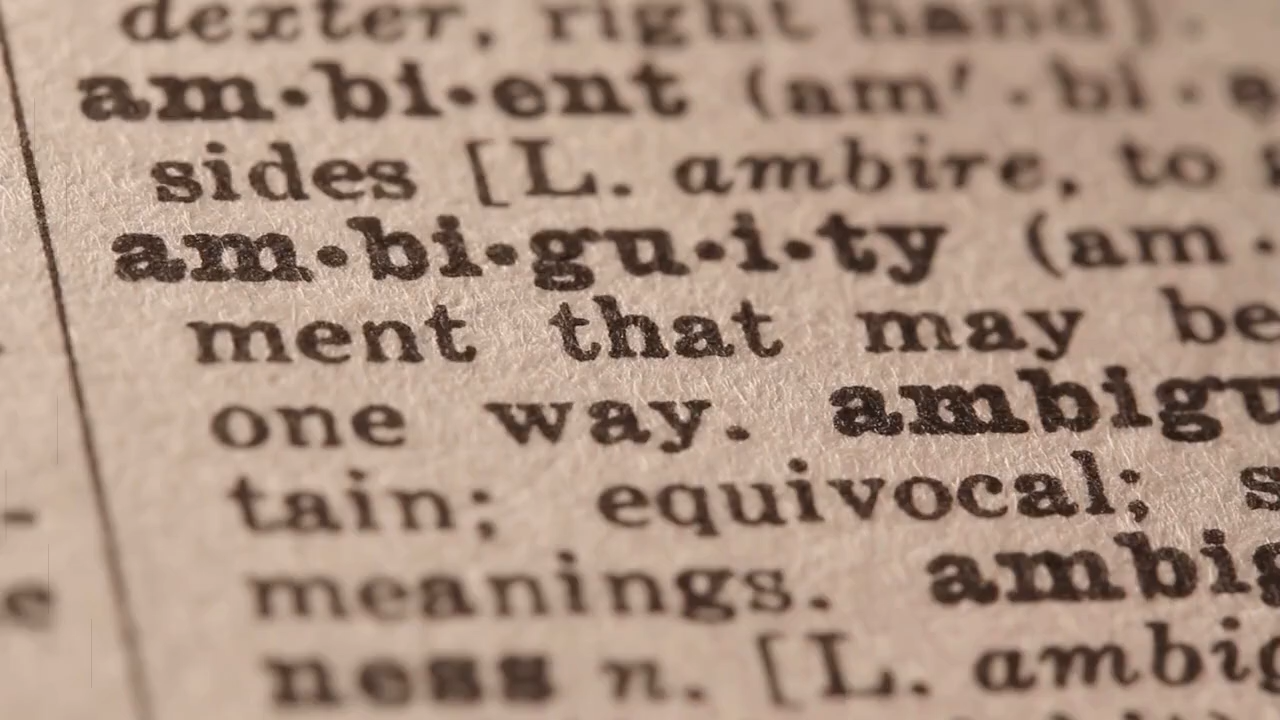 dexter, right hand].
am•bi•ent (am′ · bi · e
sides [L. ambire, to
am•bi•gu•i•ty (am ·
ment that may be
one way. ambigu
tain; equivocal; s
meanings. ambig
ness n. [L. ambig